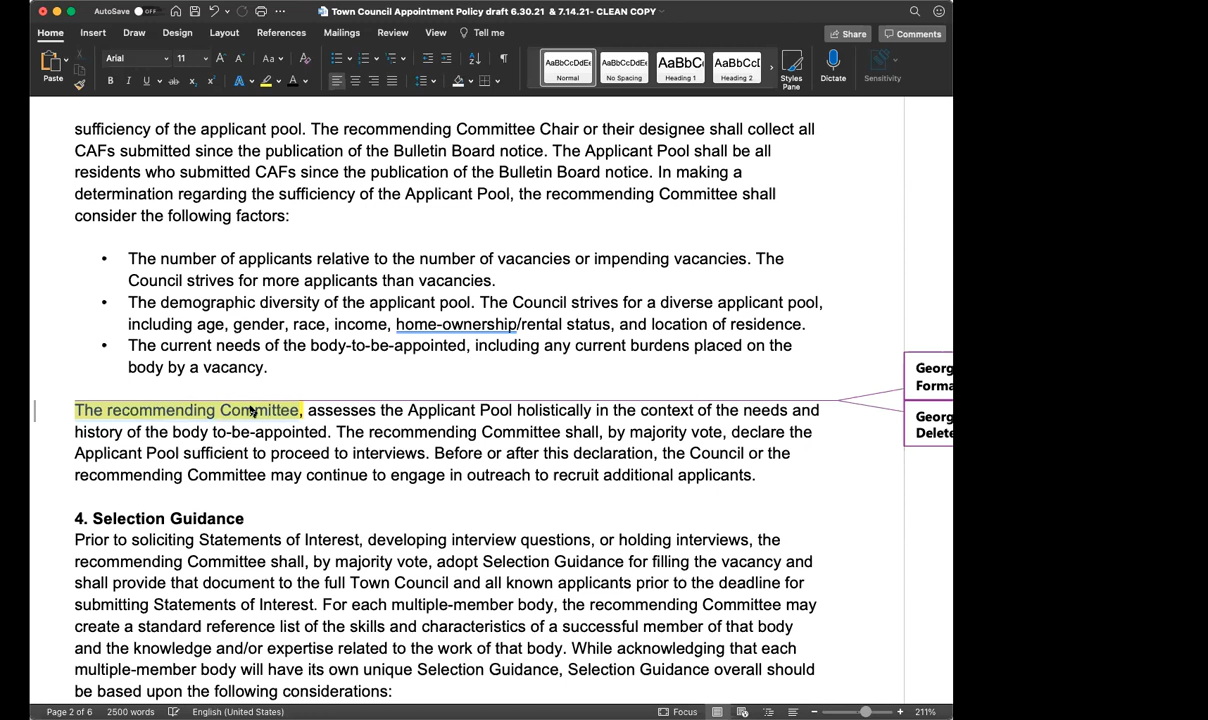 AutoSave OFF Town Council Appointment Policy draft 6.30.21 & 7.14.21- CLEAN COPY
Home Insert Draw Design Layout References Mailings Review View Tell me Share Comments
Paste Arial 11 Aa AaBbCcDdEe AaBbCcDdEe AaBbC AaBbCcD
B I U ab x x A A Normal No Spacing Heading 1 Heading 2 Styles Pane Dictate Sensitivity
sufficiency of the applicant pool. The recommending Committee Chair or their designee shall collect all
CAFs submitted since the publication of the Bulletin Board notice. The Applicant Pool shall be all
residents who submitted CAFs since the publication of the Bulletin Board notice. In making a
determination regarding the sufficiency of the Applicant Pool, the recommending Committee shall
consider the following factors:
• The number of applicants relative to the number of vacancies or impending vacancies. The
Council strives for more applicants than vacancies.
• The demographic diversity of the applicant pool. The Council strives for a diverse applicant pool,
including age, gender, race, income, home-ownership/rental status, and location of residence.
• The current needs of the body-to-be-appointed, including any current burdens placed on the
body by a vacancy.
The recommending Committee, assesses the Applicant Pool holistically in the context of the needs and
history of the body to-be-appointed. The recommending Committee shall, by majority vote, declare the
Applicant Pool sufficient to proceed to interviews. Before or after this declaration, the Council or the
recommending Committee may continue to engage in outreach to recruit additional applicants.
Georg
Forma
Georg
Delete
4. Selection Guidance
Prior to soliciting Statements of Interest, developing interview questions, or holding interviews, the
recommending Committee shall, by majority vote, adopt Selection Guidance for filling the vacancy and
shall provide that document to the full Town Council and all known applicants prior to the deadline for
submitting Statements of Interest. For each multiple-member body, the recommending Committee may
create a standard reference list of the skills and characteristics of a successful member of that body
and the knowledge and/or expertise related to the work of that body. While acknowledging that each
multiple-member body will have its own unique Selection Guidance, Selection Guidance overall should
be based upon the following considerations:
Page 2 of 6 2500 words English (United States) Focus 211%